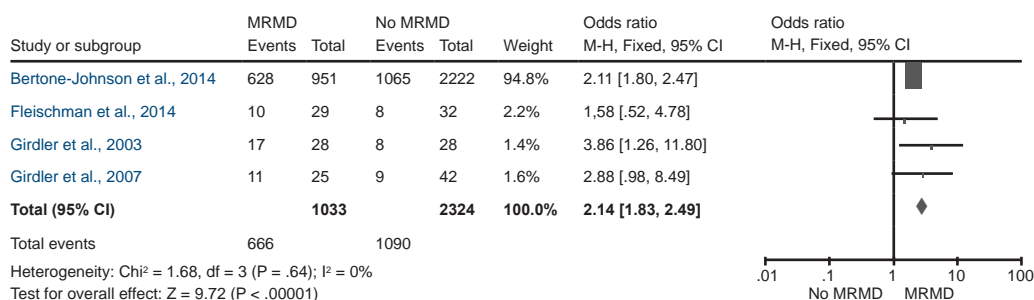 MRMD No MRMD Odds ratio Odds ratio
Study or subgroup Events Total Events Total Weight M-H, Fixed, 95% CI M-H, Fixed, 95% CI
Bertone-Johnson et al., 2014 628 951 1065 2222 94.8% 2.11 [1.80, 2.47]
Fleischman et al., 2014 10 29 8 32 2.2% 1,58 [.52, 4.78]
Girdler et al., 2003 17 28 8 28 1.4% 3.86 [1.26, 11.80]
Girdler et al., 2007 11 25 9 42 1.6% 2.88 [.98, 8.49]
Total (95% CI) 1033 2324 100.0% 2.14 [1.83, 2.49]
Total events 666 1090
Heterogeneity: Chi² = 1.68, df = 3 (P = .64); I² = 0%
Test for overall effect: Z = 9.72 (P < .00001)
.01 .1 1 10 100
No MRMD MRMD